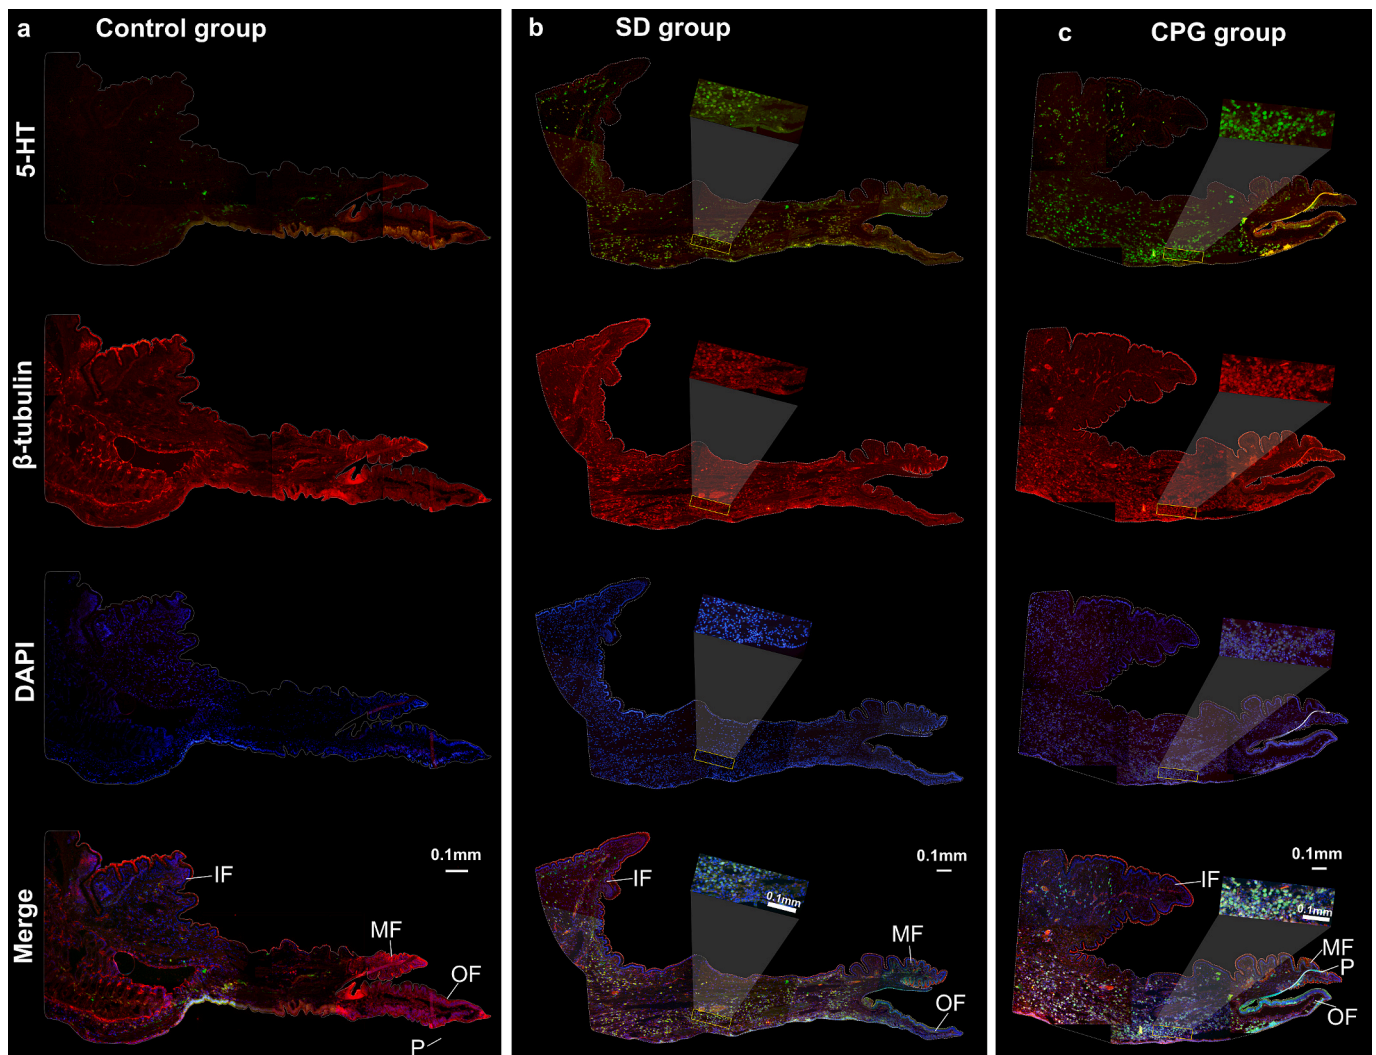 a Control group
b SD group
c CPG group
5-HT
β-tubulin
DAPI
Merge
0.1mm
IF
MF
OF
P
0.1mm
IF
0.1mm
MF
OF
0.1mm
IF
0.1mm
MF
P
OF